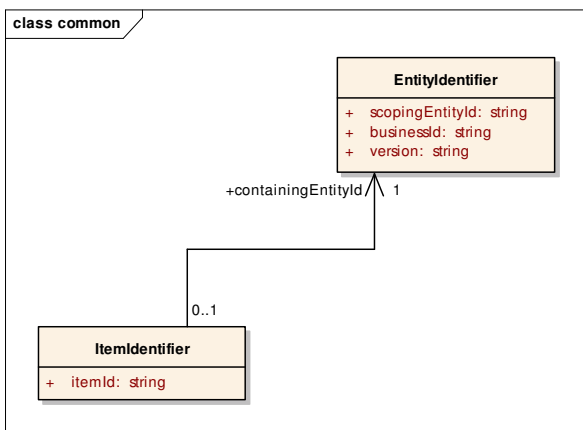 class common
EntityIdentifier
+ scopingEntityId: string
+ businessId: string
+ version: string
+containingEntityId 1
0..1
ItemIdentifier
+ itemId: string